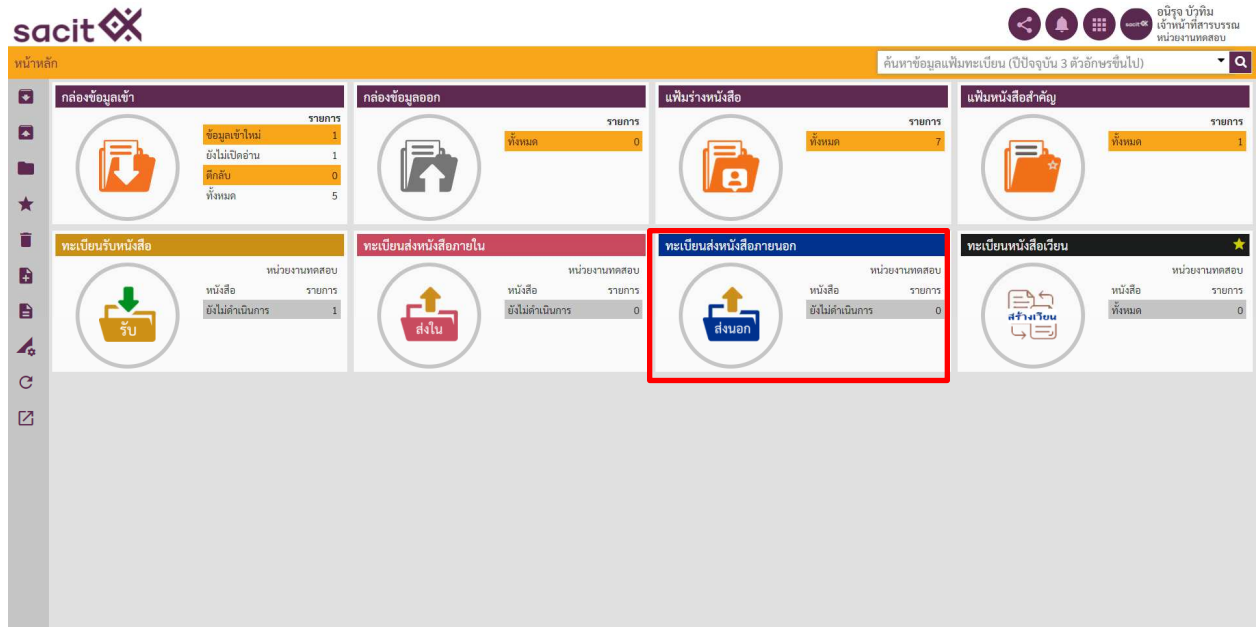 sacit
อนิรุจ บัวทิม
เจ้าหน้าที่สารบรรณ
หน่วยงานทดสอบ
หน้าหลัก
ค้นหาข้อมูลแฟ้มทะเบียน (ปีปัจจุบัน 3 ตัวอักษรขึ้นไป)
กล่องข้อมูลเข้า
รายการ
ข้อมูลเข้าใหม่ 1
ยังไม่เปิดอ่าน 1
ตีกลับ 0
ทั้งหมด 5
กล่องข้อมูลออก
รายการ
ทั้งหมด 0
แฟ้มร่างหนังสือ
รายการ
ทั้งหมด 7
แฟ้มหนังสือสำคัญ
รายการ
ทั้งหมด 1
ทะเบียนรับหนังสือ
หน่วยงานทดสอบ
หนังสือ รายการ
ยังไม่ดำเนินการ 1
รับ
ทะเบียนส่งหนังสือภายใน
หน่วยงานทดสอบ
หนังสือ รายการ
ยังไม่ดำเนินการ 0
ส่งใน
ทะเบียนส่งหนังสือภายนอก
หน่วยงานทดสอบ
หนังสือ รายการ
ยังไม่ดำเนินการ 0
ส่งนอก
ทะเบียนหนังสือเวียน
หน่วยงานทดสอบ
หนังสือ รายการ
ทั้งหมด 0
สร้างเวียน